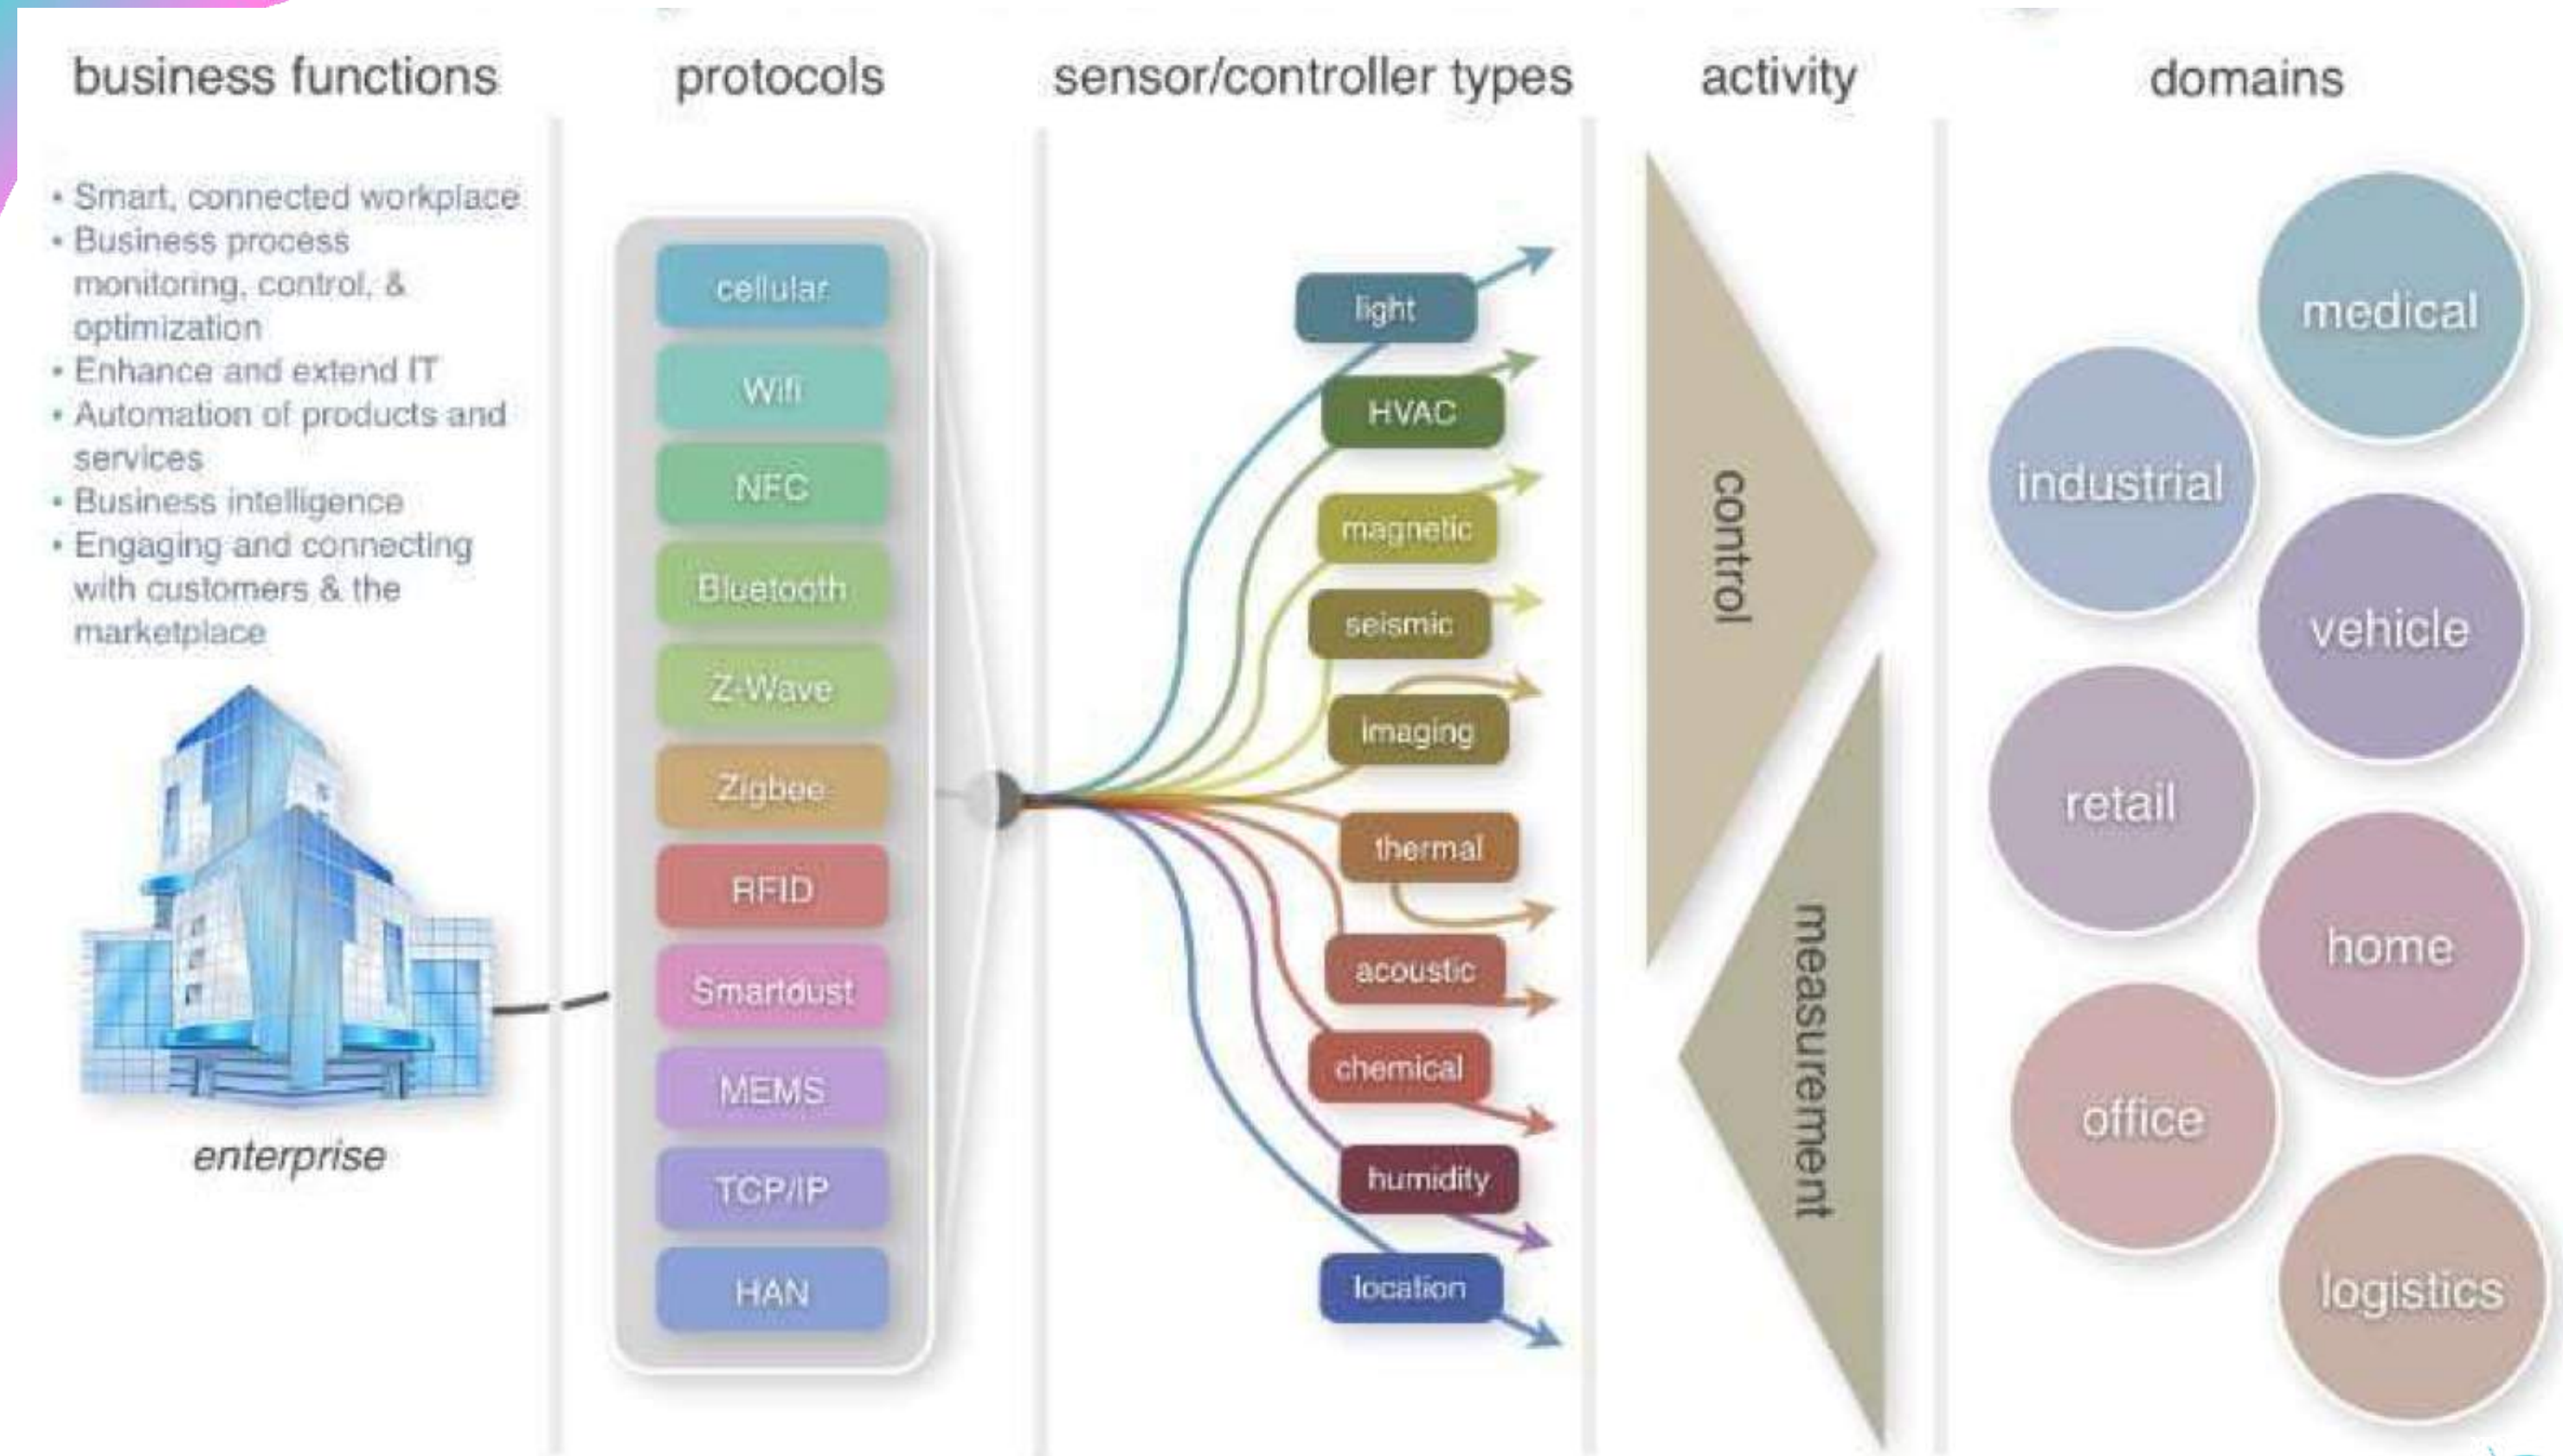 business functions
protocols
sensor/controller types
activity
domains
• Smart, connected workplace
• Business process
monitoring, control, &
optimization
• Enhance and extend IT
• Automation of products and
services
• Business intelligence
• Engaging and connecting
with customers & the
marketplace
enterprise
cellular
Wifi
NFC
Bluetooth
Z-Wave
Zigbee
RFID
Smartdust
MEMS
TCP/IP
HAN
light
HVAC
magnetic
seismic
imaging
thermal
acoustic
chemical
humidity
location
control
measurement
medical
industrial
vehicle
retail
home
office
logistics